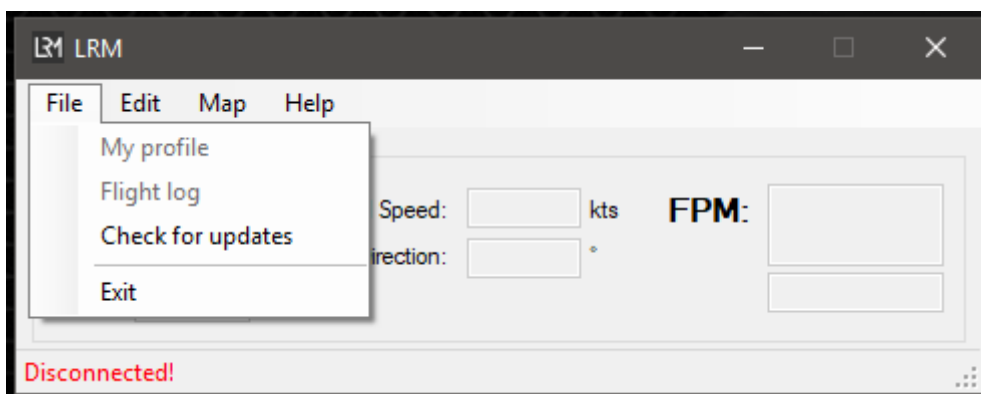 LRM LRM
File Edit Map Help
My profile
Flight log
Speed: kts FPM:
Check for updates
irection: °
Exit
Disconnected!